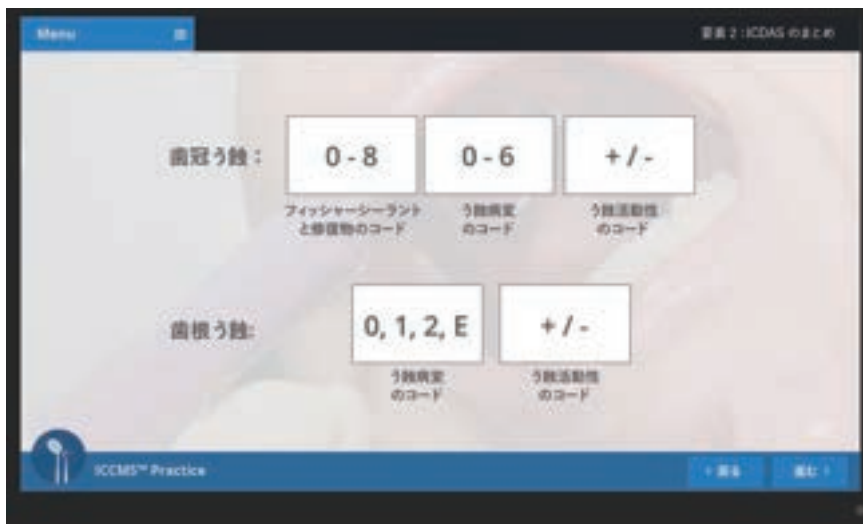 Menu
要素 2 : ICDAS のまとめ
歯冠う蝕：
0 - 8
0 - 6
+ / -
フィッシャーシーラント
と修復物のコード
う蝕病変
のコード
う蝕活動性
のコード
歯根う蝕:
0, 1, 2, E
+ / -
う蝕病変
のコード
う蝕活動性
のコード
ICCMS™ Practice
戻る
進む